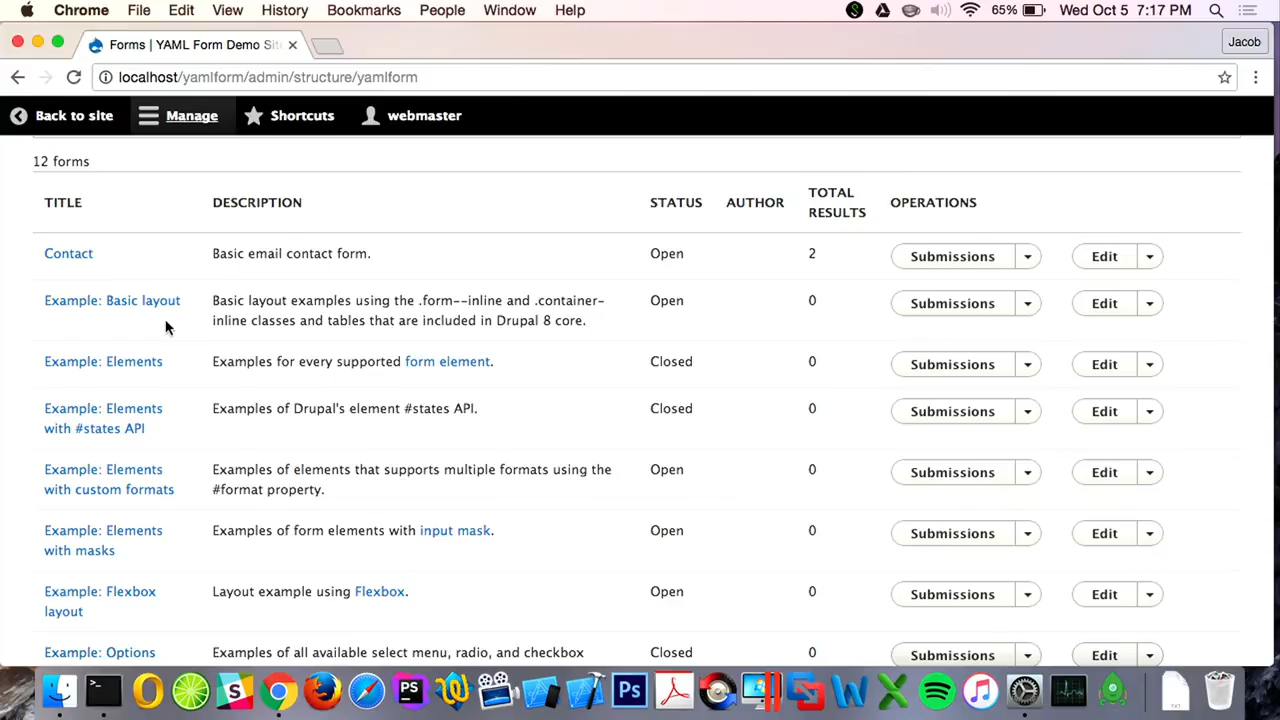 Chrome File Edit View History Bookmarks People Window Help 65% Wed Oct 5 7:17 PM
Forms | YAML Form Demo Sit
Jacob
localhost/yamlform/admin/structure/yamlform
Back to site Manage Shortcuts webmaster
12 forms
TITLE DESCRIPTION STATUS AUTHOR TOTAL RESULTS OPERATIONS
Contact Basic email contact form. Open 2 Submissions Edit
Example: Basic layout Basic layout examples using the .form--inline and .container- Open 0 Submissions Edit
inline classes and tables that are included in Drupal 8 core.
Example: Elements Examples for every supported form element. Closed 0 Submissions Edit
Example: Elements Examples of Drupal's element #states API. Closed 0 Submissions Edit
with #states API
Example: Elements Examples of elements that supports multiple formats using the Open 0 Submissions Edit
with custom formats #format property.
Example: Elements Examples of form elements with input mask. Open 0 Submissions Edit
with masks
Example: Flexbox Layout example using Flexbox. Open 0 Submissions Edit
layout
Example: Options Examples of all available select menu, radio, and checkbox Closed 0 Submissions Edit